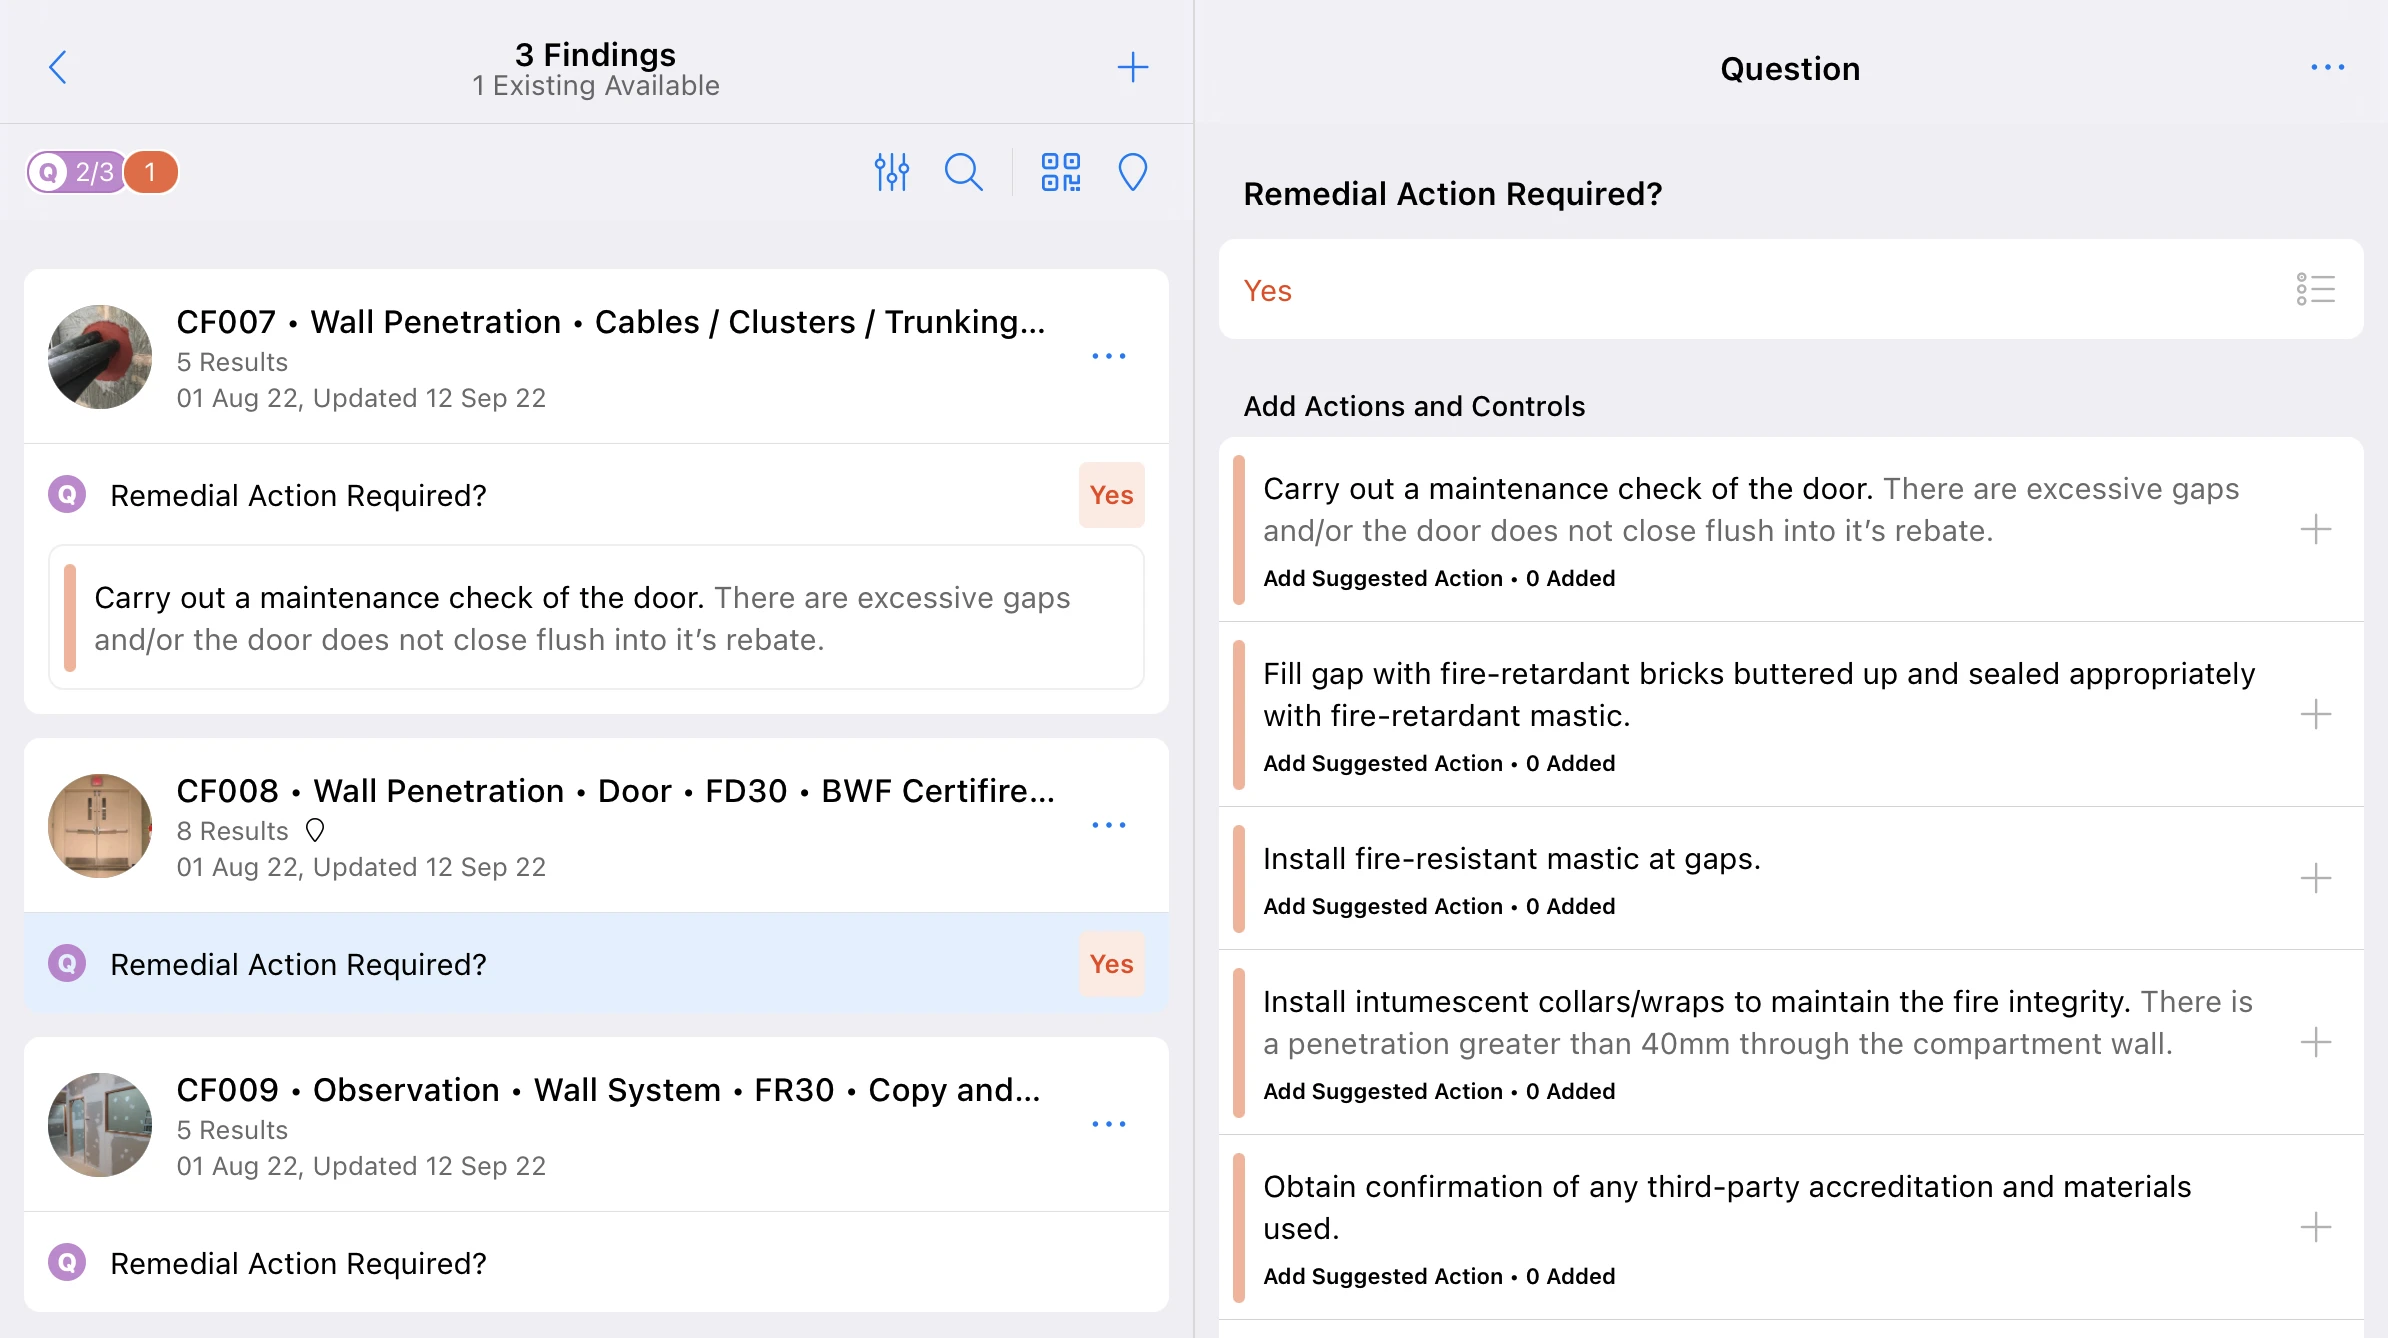 3 Findings
1 Existing Available
Q 2/3 1
CF007 • Wall Penetration • Cables / Clusters / Trunking...
5 Results
01 Aug 22, Updated 12 Sep 22
Q Remedial Action Required? Yes
Carry out a maintenance check of the door. There are excessive gaps
and/or the door does not close flush into it’s rebate.
CF008 • Wall Penetration • Door • FD30 • BWF Certifire...
8 Results
01 Aug 22, Updated 12 Sep 22
Q Remedial Action Required? Yes
CF009 • Observation • Wall System • FR30 • Copy and...
5 Results
01 Aug 22, Updated 12 Sep 22
Q Remedial Action Required?
Question
Remedial Action Required?
Yes
Add Actions and Controls
Carry out a maintenance check of the door. There are excessive gaps
and/or the door does not close flush into it’s rebate.
Add Suggested Action • 0 Added
Fill gap with fire-retardant bricks buttered up and sealed appropriately
with fire-retardant mastic.
Add Suggested Action • 0 Added
Install fire-resistant mastic at gaps.
Add Suggested Action • 0 Added
Install intumescent collars/wraps to maintain the fire integrity. There is
a penetration greater than 40mm through the compartment wall.
Add Suggested Action • 0 Added
Obtain confirmation of any third-party accreditation and materials
used.
Add Suggested Action • 0 Added